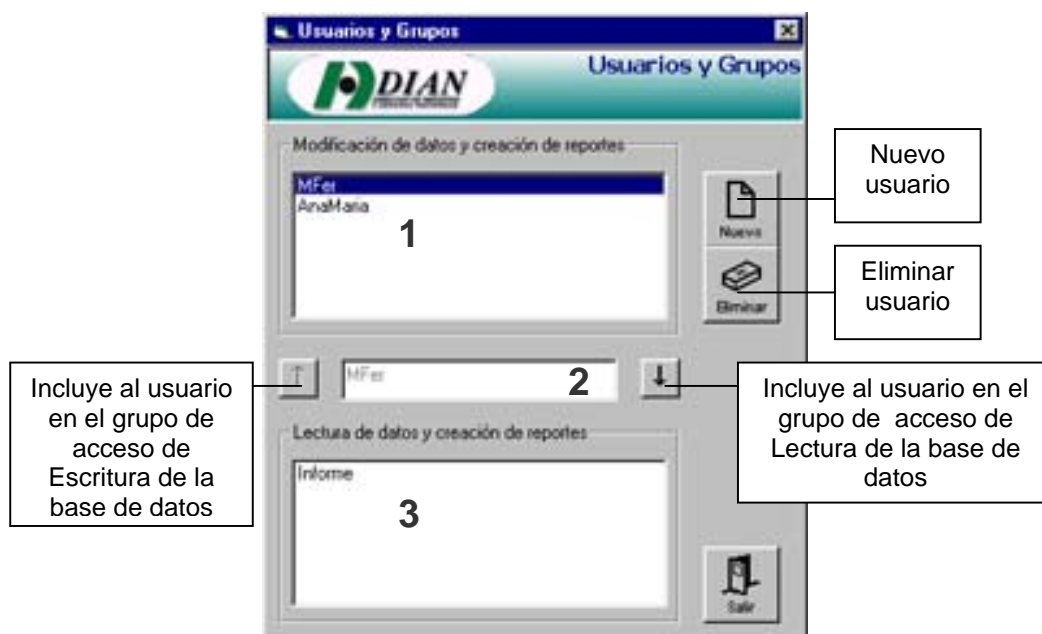 Usuarios y Grupos
DIAN
Usuarios y Grupos
Modificación de datos y creación de reportes
MFer
AnaMaria
1
Nuevo
Eliminar
Nuevo
usuario
Eliminar
usuario
Incluye al usuario
en el grupo de
acceso de
Escritura de la
base de datos
MFer
2
Incluye al usuario en el
grupo de acceso de
Lectura de la base de
datos
Lectura de datos y creación de reportes
Informe
3
Salir